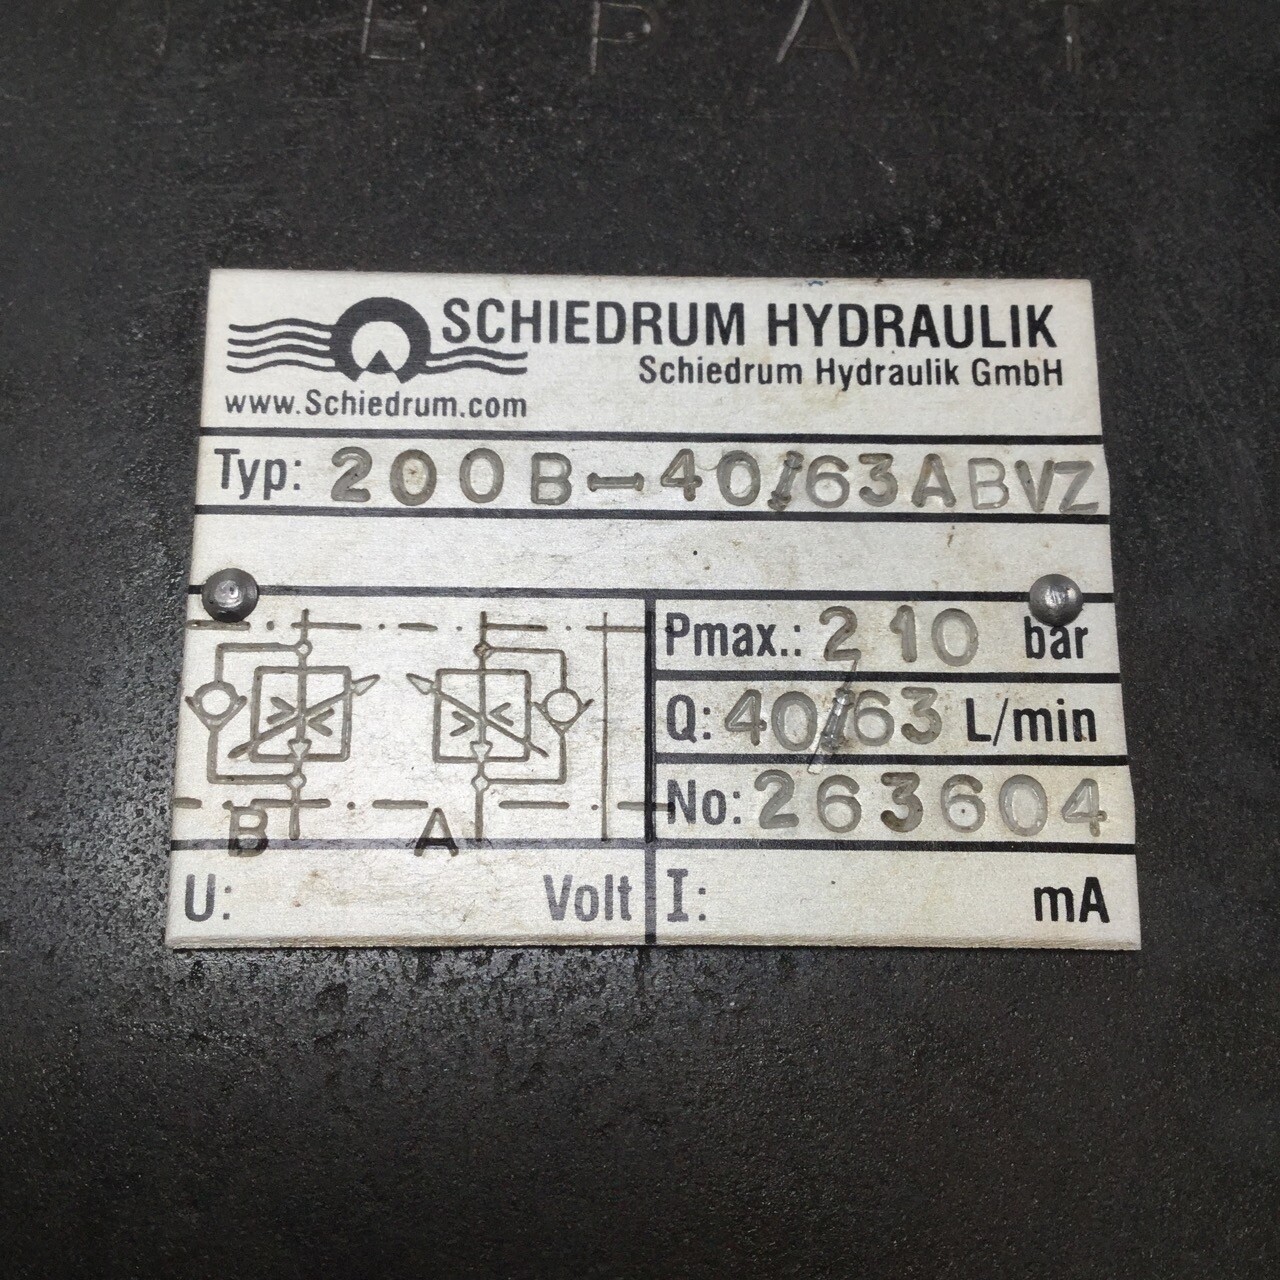 SCHIEDRUM HYDRAULIK
Schiedrum Hydraulik GmbH
www.Schiedrum.com
Typ: 200B-40/63ABVZ
Pmax.: 210 bar
Q: 40/63 L/min
No: 263604
B A
U: Volt I: mA